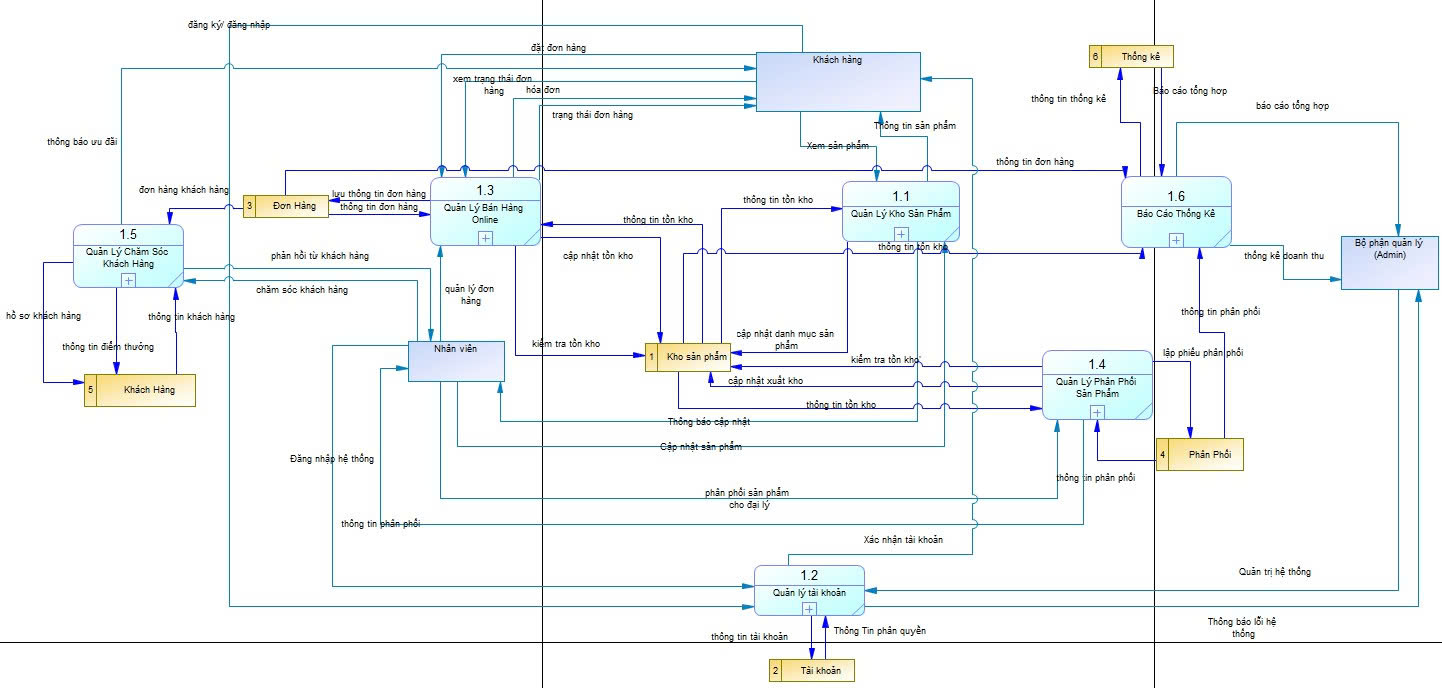 đăng ký/ đăng nhập
đặt đơn hàng
Khách hàng
6 Thống kê
xem trạng thái đơn
hàng
hóa đơn
Báo cáo tổng hợp
thông tin thống kê
báo cáo tổng hợp
trạng thái đơn hàng
Thông tin sản phẩm
thông báo ưu đãi
Xem sản phẩm
thông tin đơn hàng
đơn hàng khách hàng
lưu thông tin đơn hàng
1.3
Quản Lý Bán Hàng
Online
1.1
Quản Lý Kho Sản Phẩm
1.6
Báo Cáo Thống Kê
3 Đơn Hàng
thông tin đơn hàng
thông tin tồn kho
thông tin tồn kho
1.5
Quản Lý Chăm Sóc
Khách Hàng
thông tin tồn kho
Bộ phận quản lý
(Admin)
phản hồi từ khách hàng
cập nhật tồn kho
thống kê doanh thu
chăm sóc khách hàng
quản lý đơn
hàng
hồ sơ khách hàng
thông tin khách hàng
thông tin phân phối
cập nhật danh mục sản
phẩm
thông tin điểm thưởng
Nhân viên
kiểm tra tồn kho
1 Kho sản phẩm
lập phiếu phân phối
kiểm tra tồn kho
1.4
Quản Lý Phân Phối
Sản Phẩm
cập nhật xuất kho
5 Khách Hàng
thông tin tồn kho
Thông báo cập nhật
Cập nhật sản phẩm
4 Phân Phối
Đăng nhập hệ thống
thông tin phân phối
phân phối sản phẩm
cho đại lý
thông tin phân phối
Xác nhận tài khoản
1.2
Quản lý tài khoản
Quản trị hệ thống
Thông báo lỗi hệ
thống
thông tin tài khoản
Thông Tin phân quyền
2 Tài khoản